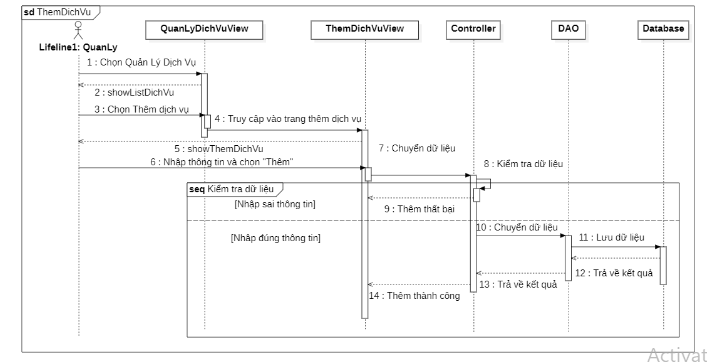 sd ThemDichVu
QuanLyDichVuView
ThemDichVuView
Controller
DAO
Database
Lifeline1: QuanLy
1 : Chọn Quản Lý Dịch Vụ
2 : showListDichVu
3 : Chọn Thêm dịch vụ
4 : Truy cập vào trang thêm dịch vụ
5 : showThemDichVu
6 : Nhập thông tin và chọn "Thêm"
7 : Chuyển dữ liệu
8 : Kiểm tra dữ liệu
seq Kiểm tra dữ liệu
[Nhập sai thông tin]
9 : Thêm thất bại
[Nhập đúng thông tin]
10 : Chuyển dữ liệu
11 : Lưu dữ liệu
12 : Trả về kết quả
13 : Trả về kết quả
14 : Thêm thành công
Activat